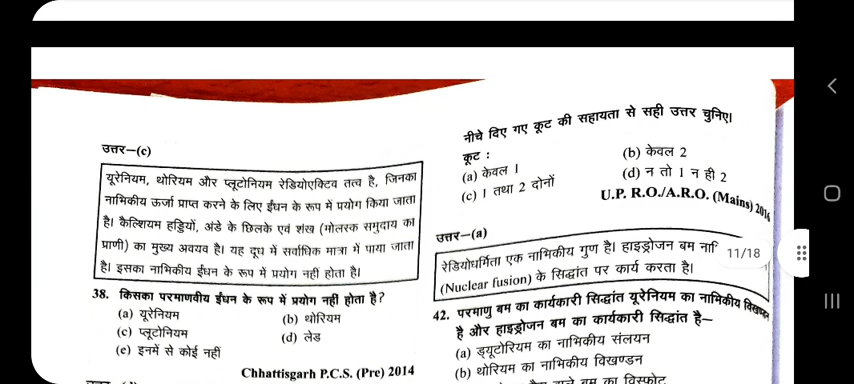 उत्तर–(c)
यूरेनियम, थोरियम और प्लूटोनियम रेडियोएक्टिव तत्व है, जिनका
नाभिकीय ऊर्जा प्राप्त करने के लिए ईंधन के रूप में प्रयोग किया जाता
है। कैल्शियम हड्डियों, अंडे के छिलके एवं शंख (मोलस्क समुदाय का
प्राणी) का मुख्य अवयव है। यह दूध में सर्वाधिक मात्रा में पाया जाता
है। इसका नाभिकीय ईंधन के रूप में प्रयोग नहीं होता है।
38. किसका परमाणवीय ईंधन के रूप में प्रयोग नहीं होता है?
(a) यूरेनियम
(b) थोरियम
(c) प्लूटोनियम
(d) लेड
(e) इनमें से कोई नहीं
Chhattisgarh P.C.S. (Pre) 2014
नीचे दिए गए कूट की सहायता से सही उत्तर चुनिए।
कूट :
(a) केवल 1
(b) केवल 2
(c) 1 तथा 2 दोनों
(d) न तो 1 न ही 2
U.P. R.O./A.R.O. (Mains) 2014
उत्तर–(a)
रेडियोधर्मिता एक नाभिकीय गुण है। हाइड्रोजन बम
11/18
(Nuclear fusion) के सिद्धांत पर कार्य करता है।
42. परमाणु बम का कार्यकारी सिद्धांत यूरेनियम का नाभिकीय विखण्डन
है और हाइड्रोजन बम का कार्यकारी सिद्धांत है–
(a) ड्यूटोरियम का नाभिकीय संलयन
(b) थोरियम का नाभिकीय विखण्डन
बम का विस्फोट